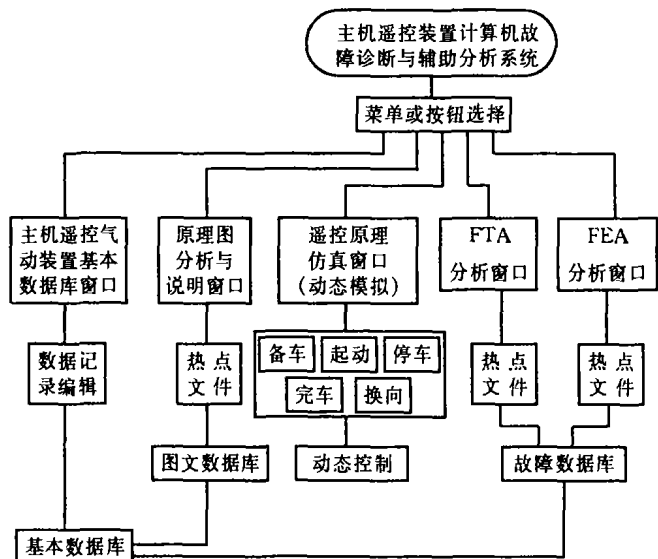 主机遥控装置计算机故
障诊断与辅助分析系统
菜单或按钮选择
主机遥控气
动装置基本
数据库窗口
原理图
分析与
说明窗口
遥控原理
仿真窗口
(动态模拟)
FTA
分析窗口
FEA
分析窗口
数据记
录编辑
热点
文件
备车 起动 停车
完车 换向
热点
文件
热点
文件
图文数据库
动态控制
故障数据库
基本数据库